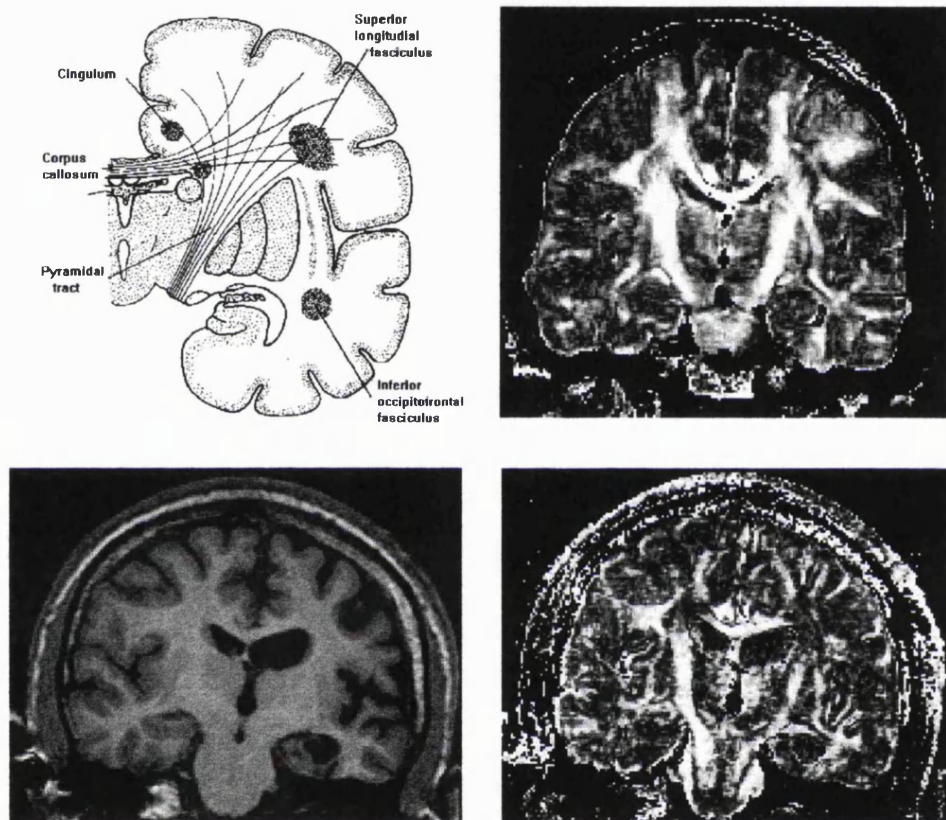 Superior
longitudial
fasciculus
Cingulum
Corpus
callosum
Pyramidal
tract
Inferior
occipitofrontal
fasciculus